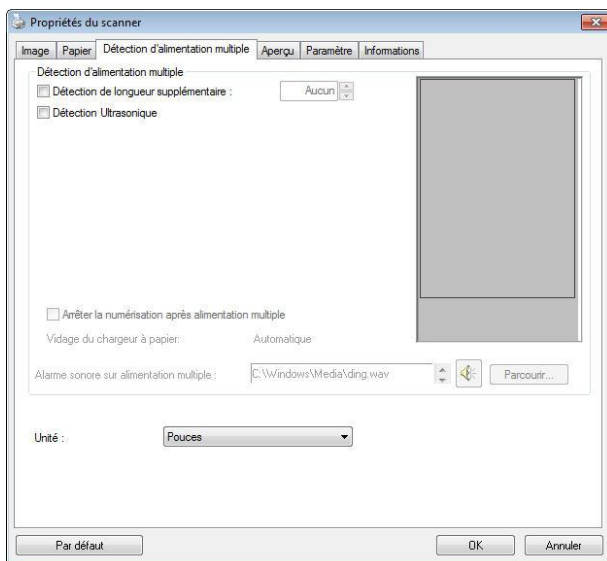 Propriétés du scanner
Image Papier Détection d'alimentation multiple Aperçu Paramètre Informations
Détection d'alimentation multiple
Détection de longueur supplémentaire : Aucun
Détection Ultrasonique
Arrêter la numérisation après alimentation multiple
Vidage du chargeur à papier: Automatique
Alarme sonore sur alimentation multiple : C:\Windows\Media\ding.wav Parcourir...
Unité : Pouces
Par défaut OK Annuler